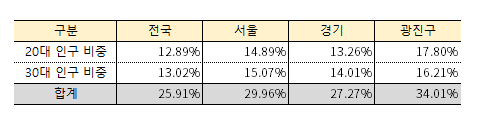 구분 전국 서울 경기 광진구
20대 인구 비중 12.89% 14.89% 13.26% 17.80%
30대 인구 비중 13.02% 15.07% 14.01% 16.21%
합계 25.91% 29.96% 27.27% 34.01%